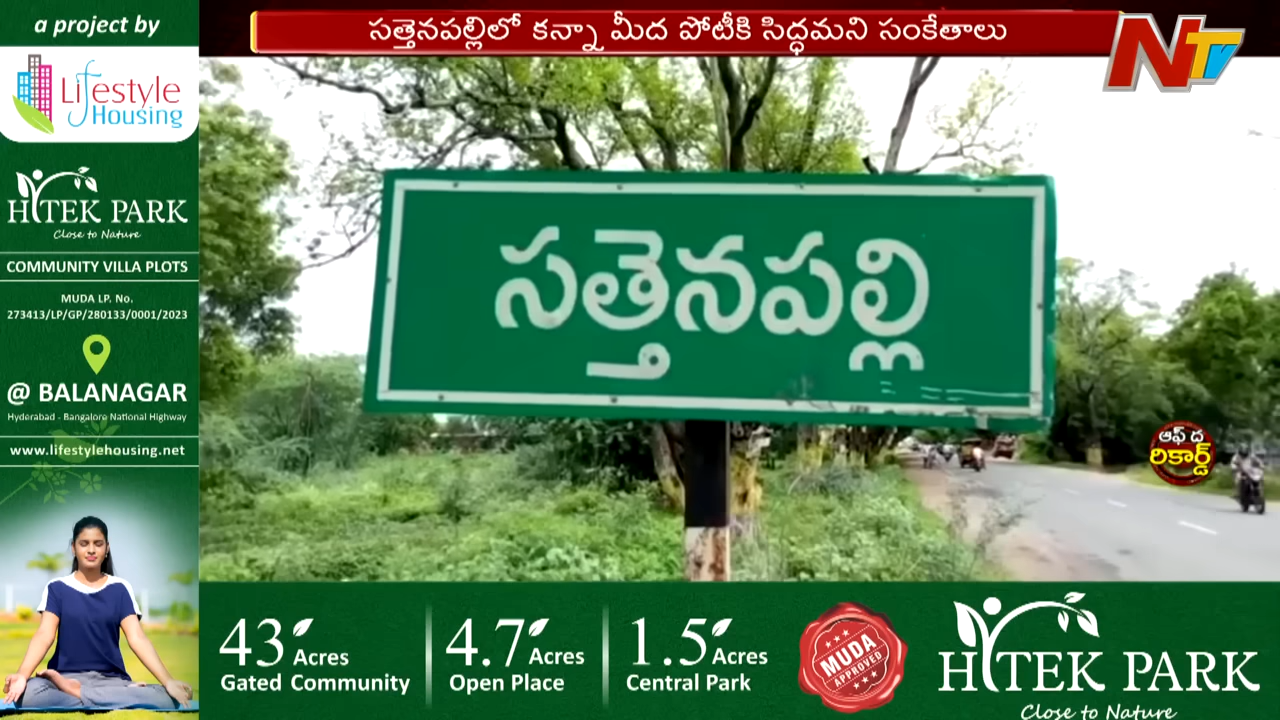 a project by
Lifestyle
Housing
HITEK PARK
Close to Nature
COMMUNITY VILLA PLOTS
MUDA LP. No.
273413/LP/GP/280133/0001/2023
@ BALANAGAR
Hyderabad - Bangalore National Highway
www.lifestylehousing.net
సత్తెనపల్లిలో కన్నా మీద పోటీకి సిద్ధమని సంకేతాలు
NTV
సత్తెనపల్లి
ఆఫ్ ద
రికార్డ్
43 Acres
Gated Community
4.7 Acres
Open Place
1.5 Acres
Central Park
MUDA
APPROVED
HITEK PARK
Close to Nature